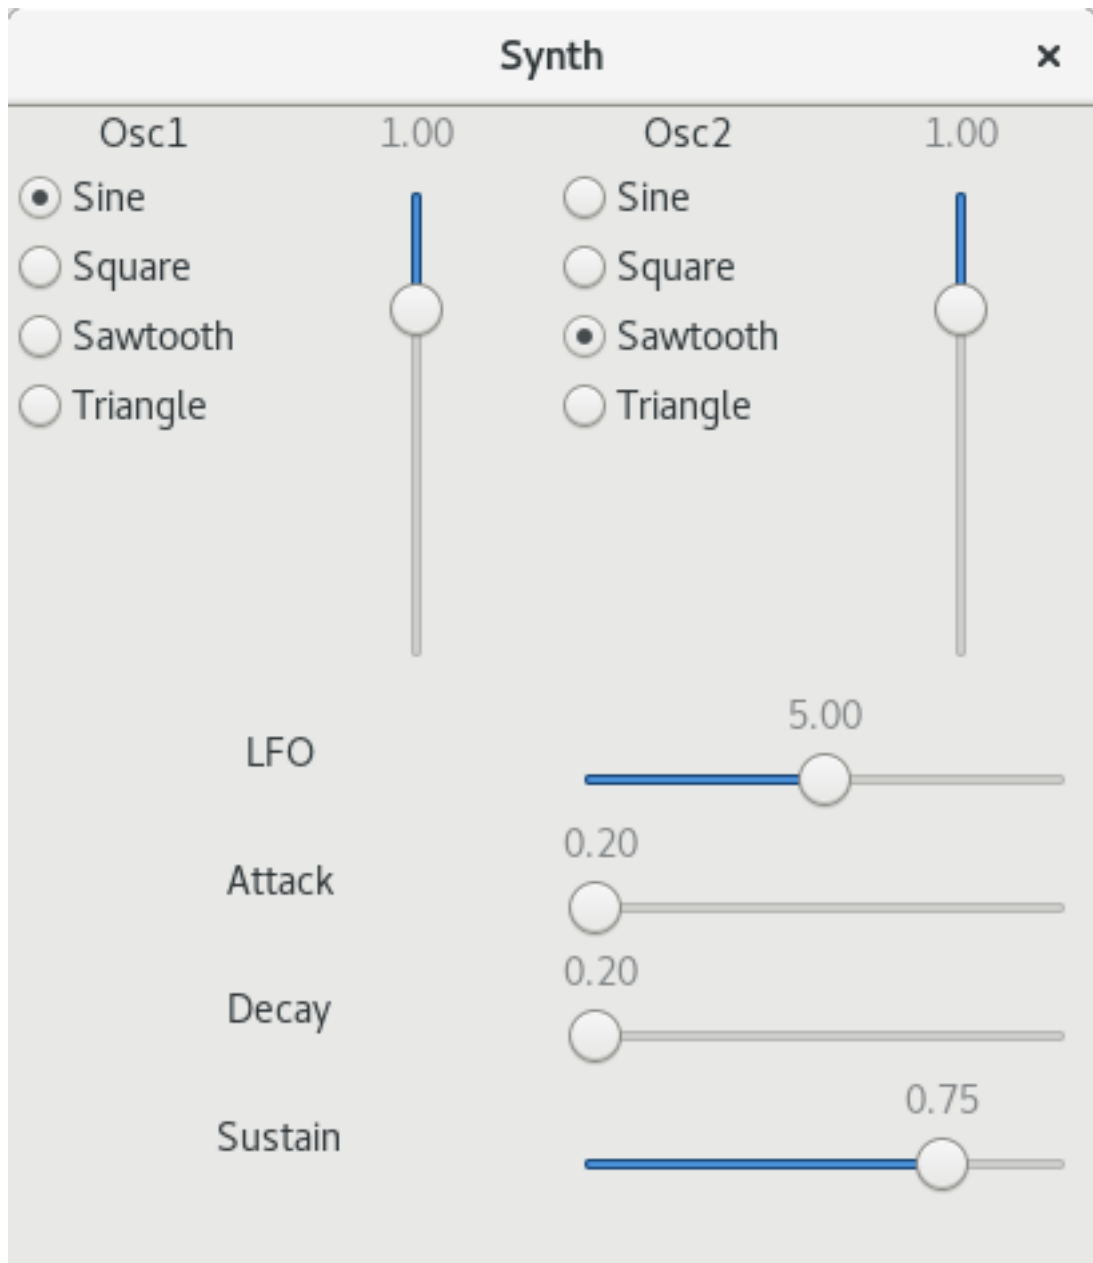 Synth
Osc1 1.00 Osc2 1.00
Sine Sine
Square Square
Sawtooth Sawtooth
Triangle Triangle
5.00
LFO
0.20
Attack
0.20
Decay
0.75
Sustain